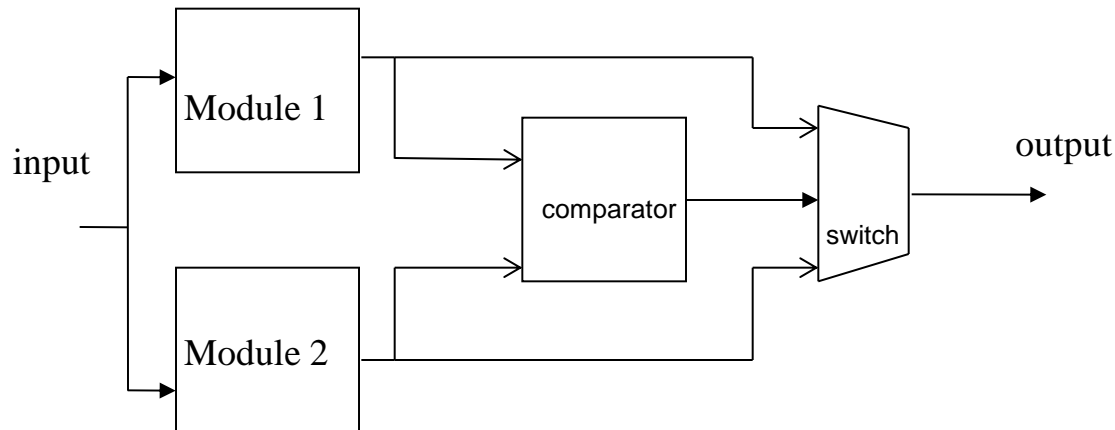 input
Module 1
Module 2
comparator
switch
output